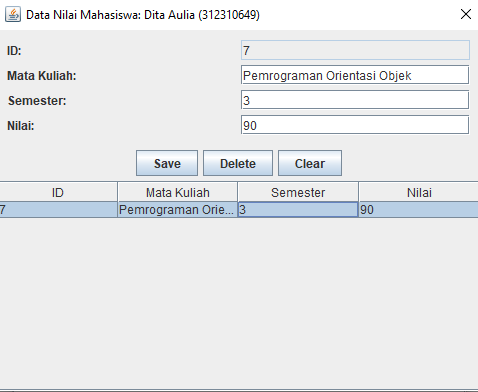 Data Nilai Mahasiswa: Dita Aulia (312310649)
ID: 7
Mata Kuliah: Pemrograman Orientasi Objek
Semester: 3
Nilai: 90
Save Delete Clear
ID Mata Kuliah Semester Nilai
7 Pemrograman Orie... 3 90